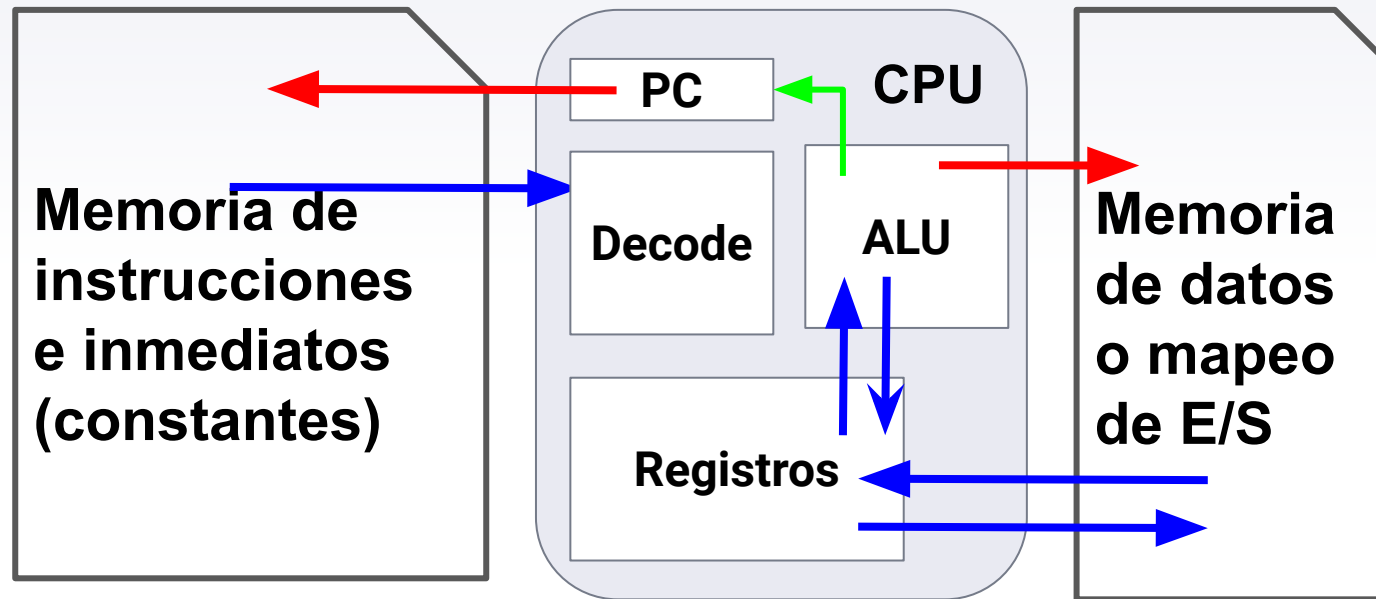 Memoria de
instrucciones
e inmediatos
(constantes)
PC
CPU
Decode
ALU
Registros
Memoria
de datos
o mapeo
de E/S